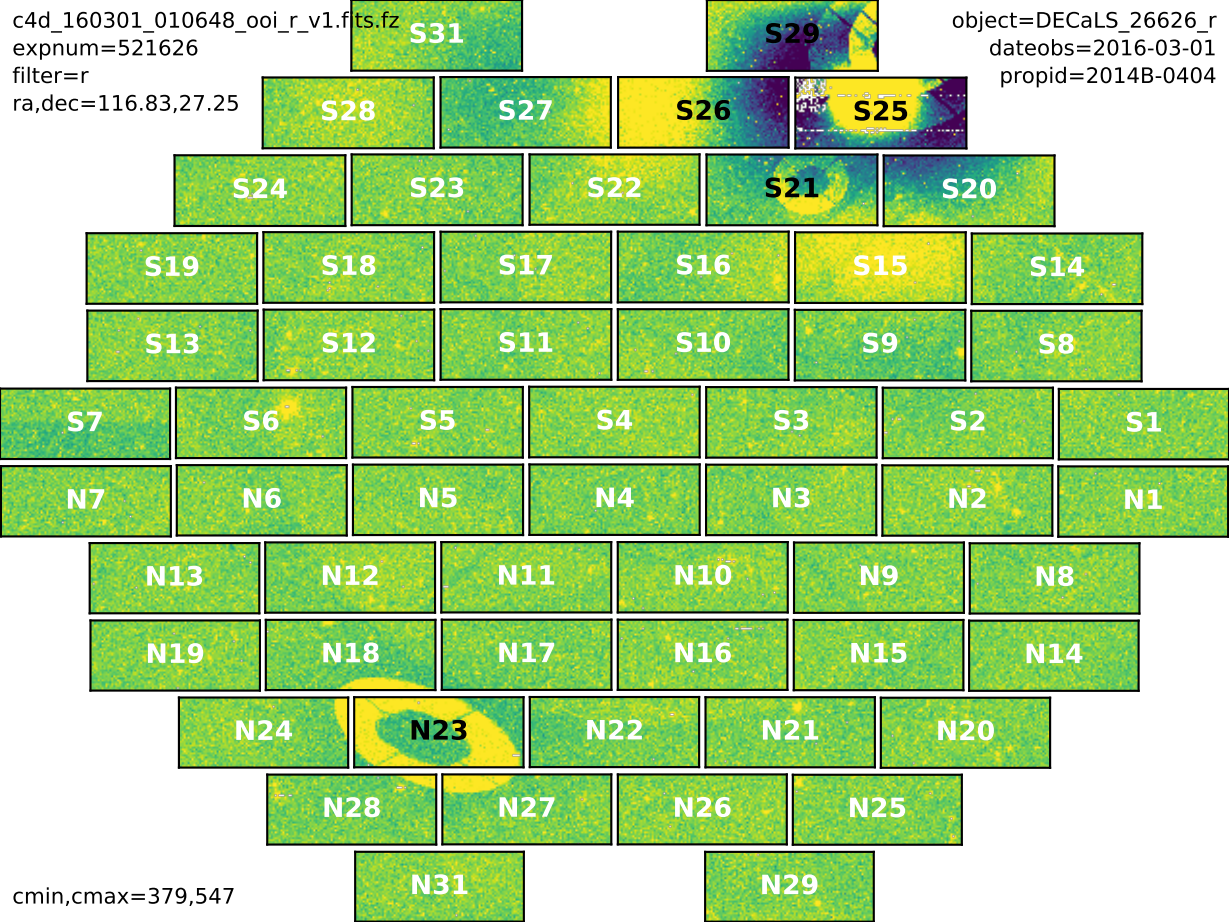 c4d_160301_010648_ooi_r_v1.fits.fz
expnum=521626
filter=r
ra,dec=116.83,27.25
object=DECaLS_26626_r
dateobs=2016-03-01
propid=2014B-0404
S31 S29
S28 S27 S26 S25
S24 S23 S22 S21 S20
S19 S18 S17 S16 S15 S14
S13 S12 S11 S10 S9 S8
S7 S6 S5 S4 S3 S2 S1
N7 N6 N5 N4 N3 N2 N1
N13 N12 N11 N10 N9 N8
N19 N18 N17 N16 N15 N14
N24 N23 N22 N21 N20
N28 N27 N26 N25
N31 N29
cmin,cmax=379,547